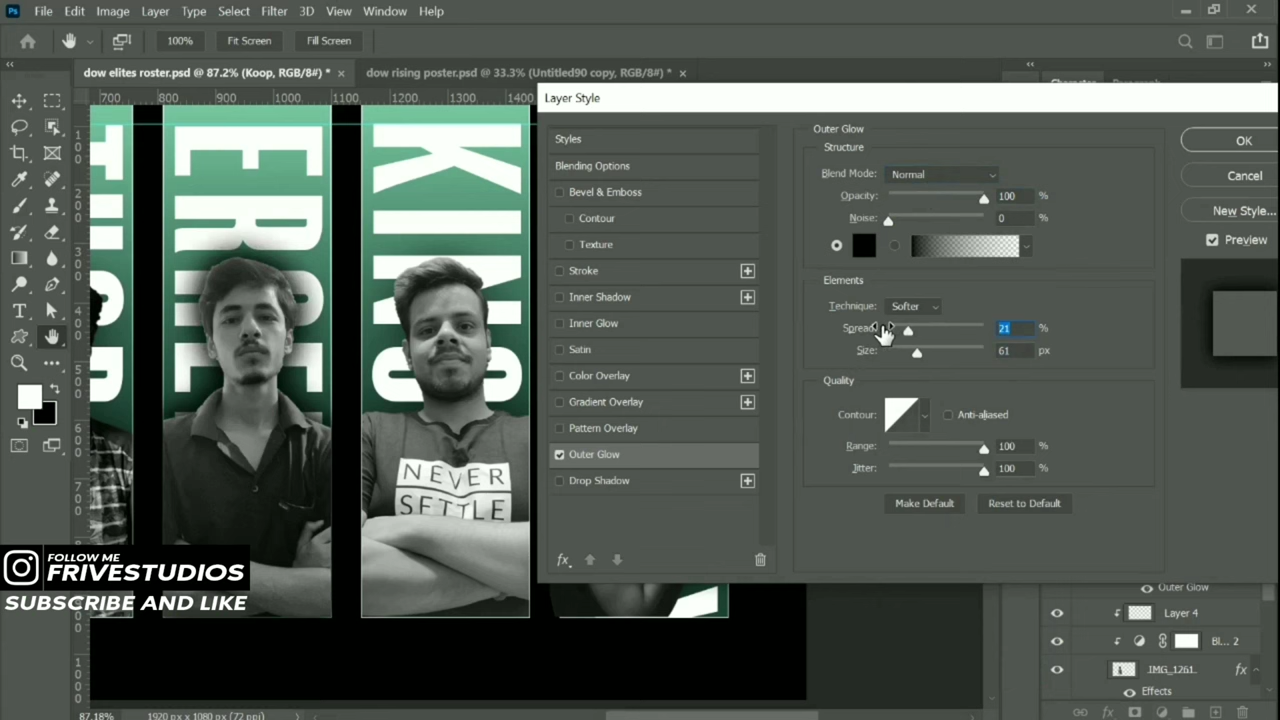 Ps File Edit Image Layer Type Select Filter 3D View Window Help
100% Fit Screen Fill Screen
dow elites roster.psd @ 87.2% (Koop, RGB/8#) * × dow rising poster.psd @ 33.3% (Untitled90 copy, RGB/8#) * ×
700 800 900 1000 1100 1200 1300 1400
KING
NEVER
SETTLE
FOLLOW ME
FRIVESTUDIOS
SUBSCRIBE AND LIKE
87.18% 1920 px x 1080 px (72 ppi)
Layer Style
Styles
Blending Options
Bevel & Emboss
Contour
Texture
Stroke
Inner Shadow
Inner Glow
Satin
Color Overlay
Gradient Overlay
Pattern Overlay
Outer Glow
Drop Shadow
fx
Outer Glow
Structure
Blend Mode: Normal
Opacity: 100 %
Noise: 0 %
Elements
Technique: Softer
Spread: 21 %
Size: 61 px
Quality
Contour: Anti-aliased
Range: 100 %
Jitter: 100 %
Make Default Reset to Default
OK
Cancel
New Style...
Preview
Outer Glow
Layer 4
Bl... 2
IMG_1261. fx
Effects
fx